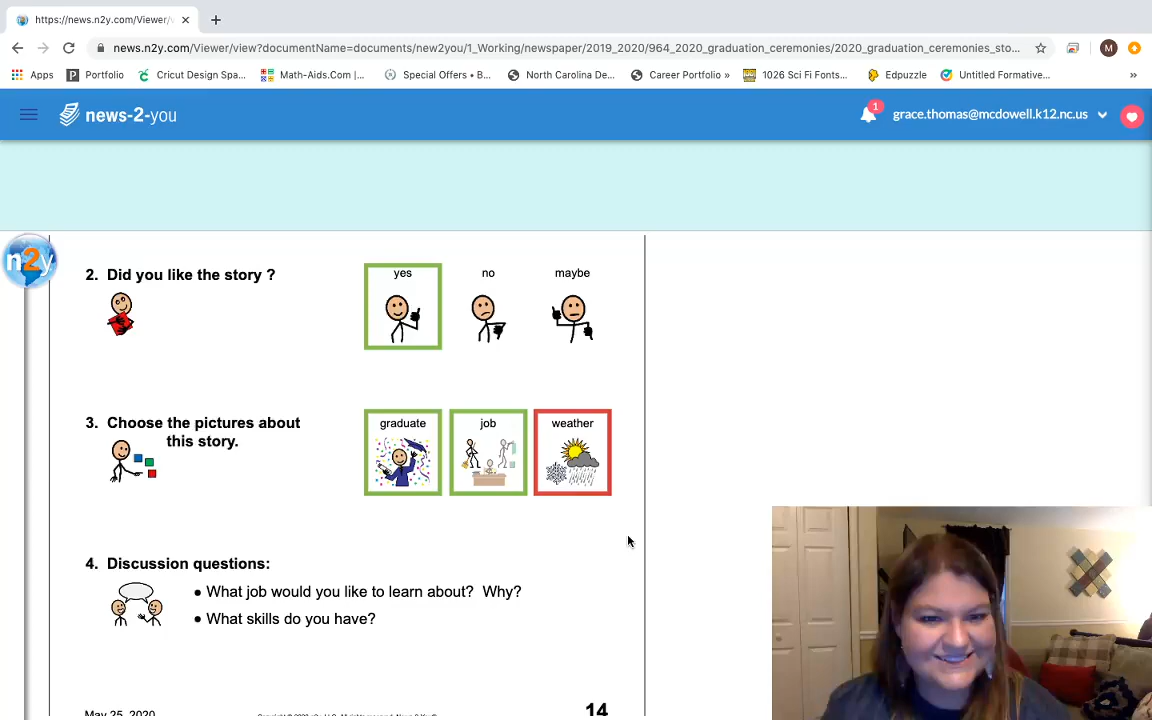 https://news.n2y.com/Viewer/v
news.n2y.com/Viewer/view?documentName=documents/new2you/1_Working/newspaper/2019_2020/964_2020_graduation_ceremonies/2020_graduation_ceremonies_sto...
M
Apps Portfolio Cricut Design Spa... Math-Aids.Com |... Special Offers • B... North Carolina De... Career Portfolio » 1026 Sci Fi Fonts... Edpuzzle Untitled Formative... »
news-2-you 1 grace.thomas@mcdowell.k12.nc.us
n2y
2. Did you like the story ? yes no maybe
3. Choose the pictures about graduate job weather
this story.
4. Discussion questions:
• What job would you like to learn about? Why?
• What skills do you have?
May 25, 2020 14